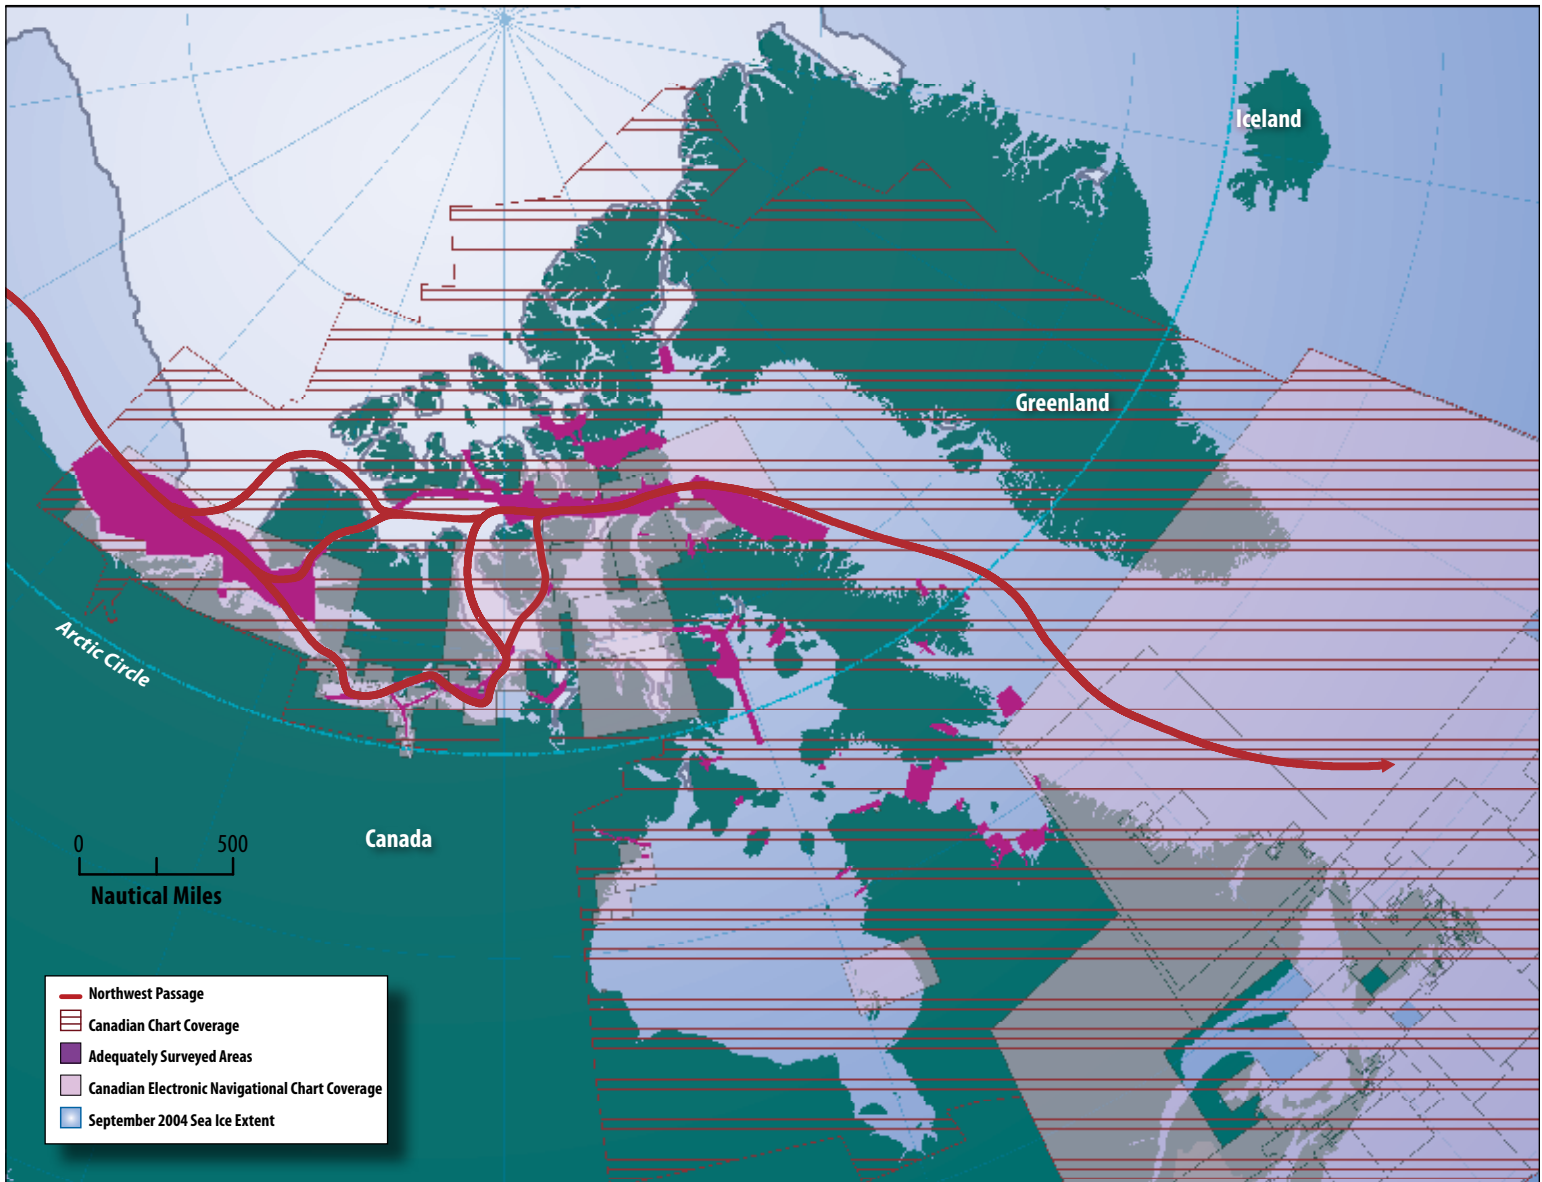 Iceland
Greenland
Arctic Circle
Canada
0 500
Nautical Miles
Northwest Passage
Canadian Chart Coverage
Adequately Surveyed Areas
Canadian Electronic Navigational Chart Coverage
September 2004 Sea Ice Extent